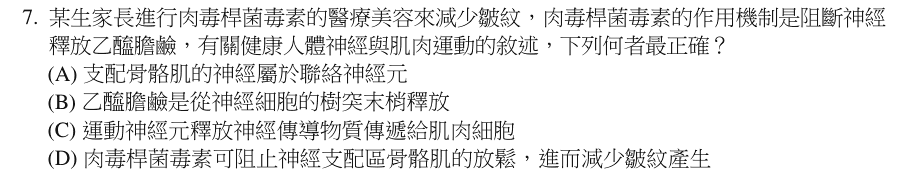 7. 某生家長進行肉毒桿菌毒素的醫療美容來減少皺紋，肉毒桿菌毒素的作用機制是阻斷神經
釋放乙醯膽鹼，有關健康人體神經與肌肉運動的敘述，下列何者最正確？
(A) 支配骨骼肌的神經屬於聯絡神經元
(B) 乙醯膽鹼是從神經細胞的樹突末梢釋放
(C) 運動神經元釋放神經傳導物質傳遞給肌肉細胞
(D) 肉毒桿菌毒素可阻止神經支配區骨骼肌的放鬆，進而減少皺紋產生